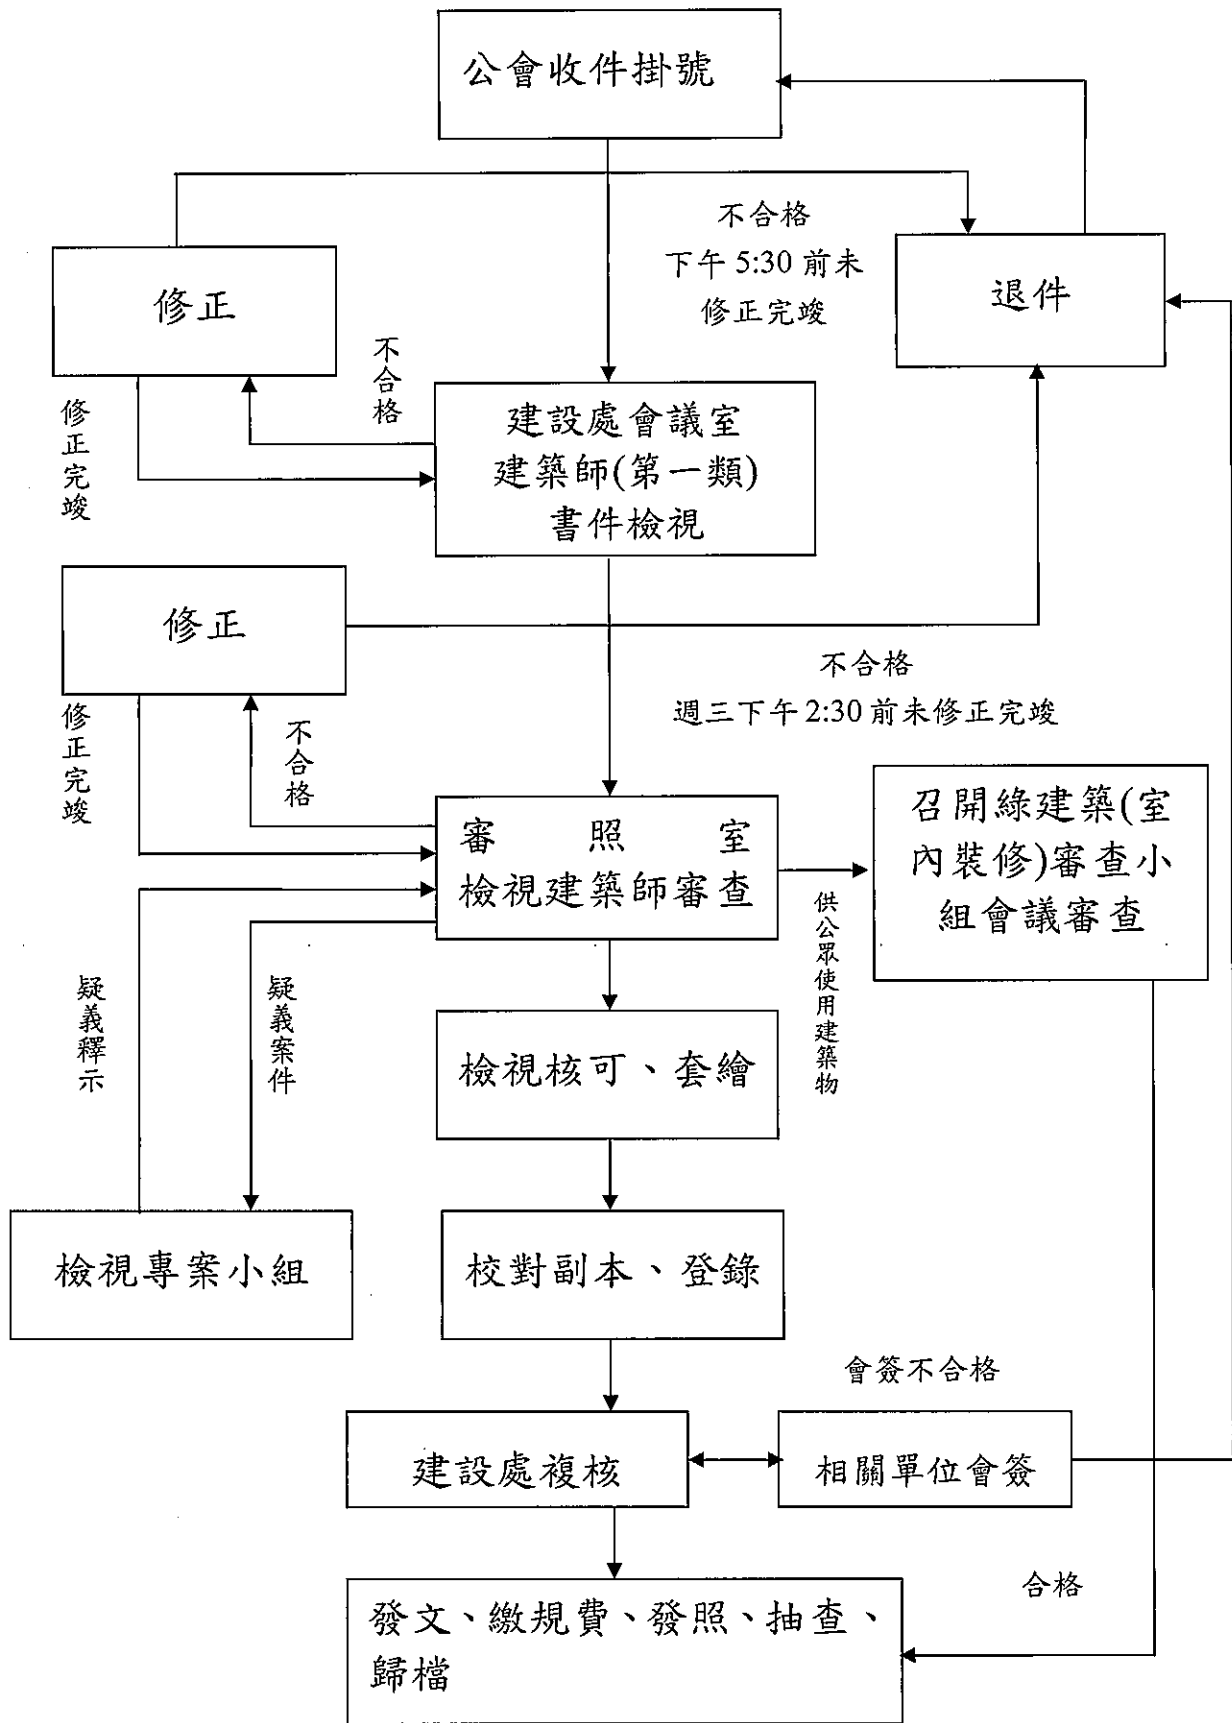 公會收件掛號
不合格
下午 5:30 前未
修正完竣
修正
退件
不合格
修正完竣
建設處會議室
建築師(第一類)
書件檢視
修正
不合格
週三下午 2:30 前未修正完竣
修正完竣
不合格
審照室
檢視建築師審查
召開綠建築(室
內裝修)審查小
組會議審查
供公眾使用建築物
疑義釋示
疑義案件
檢視核可、套繪
檢視專案小組
校對副本、登錄
會簽不合格
建設處複核
相關單位會簽
合格
發文、繳規費、發照、抽查、
歸檔